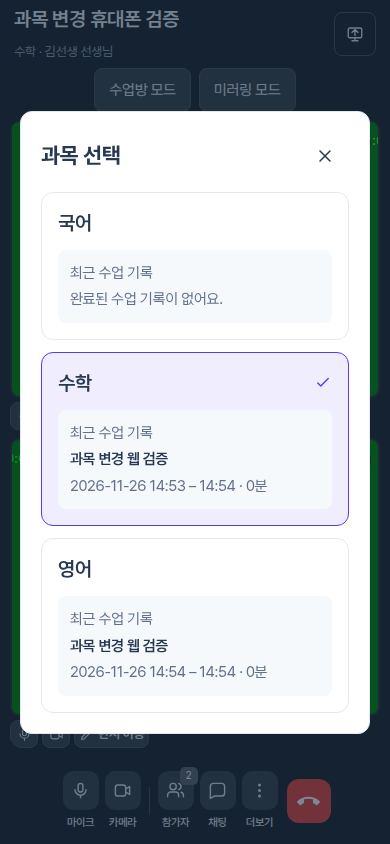 과목 변경 휴대폰 검증
수학 · 김선생 선생님
수업방 모드
미러링 모드
과목 선택
국어
최근 수업 기록
완료된 수업 기록이 없어요.
수학
최근 수업 기록
과목 변경 웹 검증
2026-11-26 14:53 – 14:54 · 0분
영어
최근 수업 기록
과목 변경 웹 검증
2026-11-26 14:54 – 14:54 · 0분
2
마이크
카메라
참가자
채팅
더보기